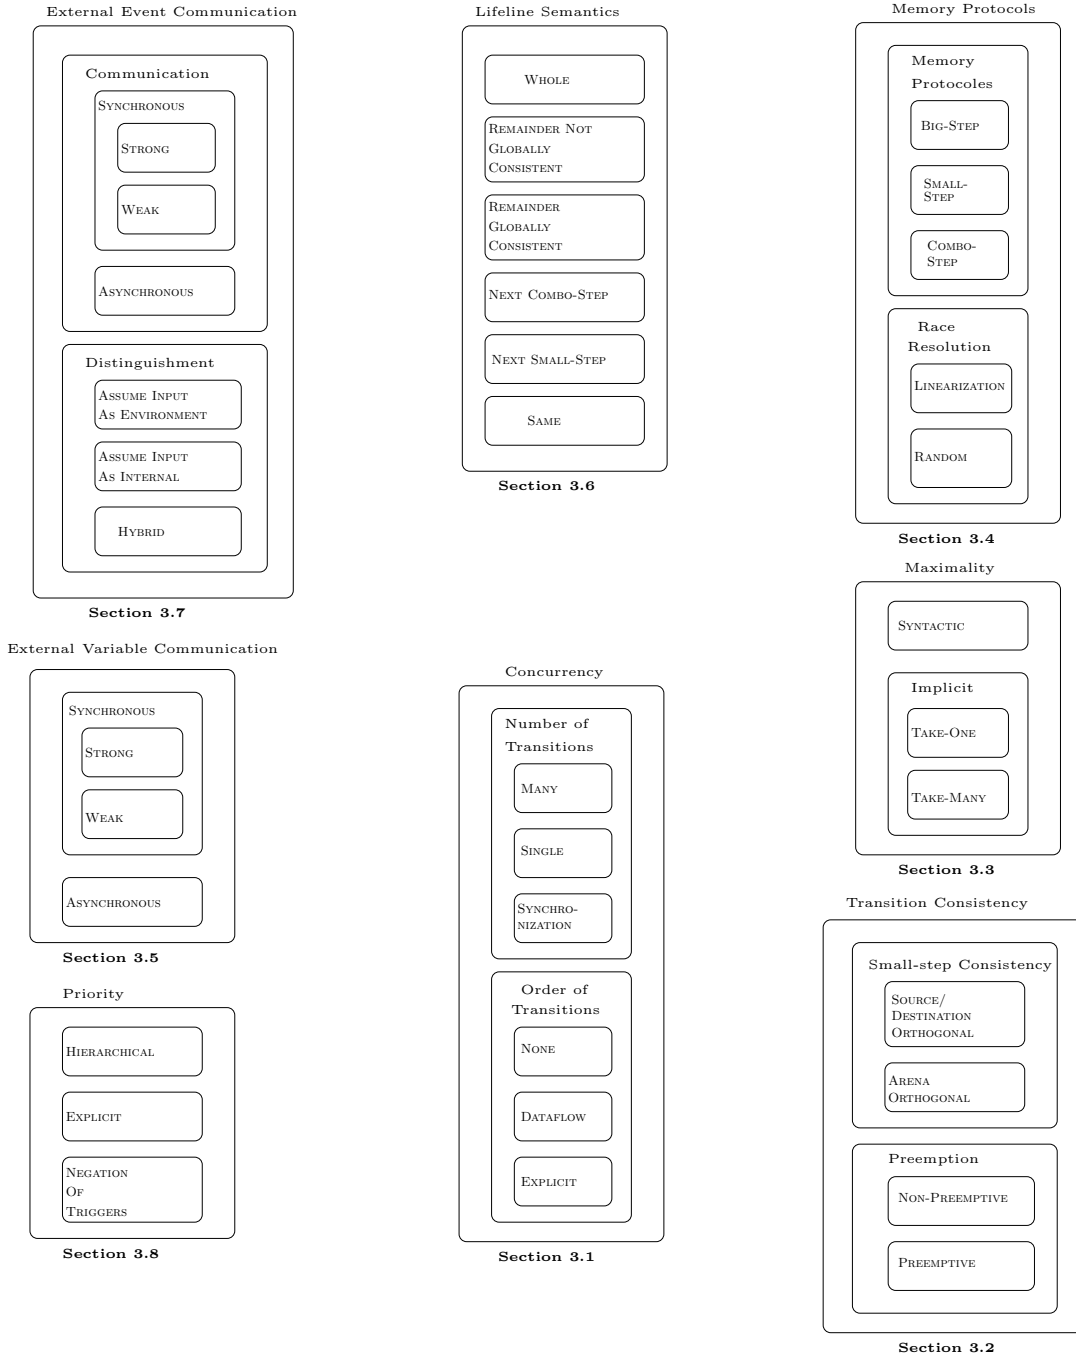 External Event Communication
Communication
Synchronous
Strong
Weak
Asynchronous
Distinguishment
Assume Input
As Environment
Assume Input
As Internal
Hybrid
Section 3.7
External Variable Communication
Synchronous
Strong
Weak
Asynchronous
Section 3.5
Priority
Hierarchical
Explicit
Negation
Of
Triggers
Section 3.8
Lifeline Semantics
Whole
Remainder Not
Globally
Consistent
Remainder
Globally
Consistent
Next Combo-Step
Next Small-Step
Same
Section 3.6
Concurrency
Number of
Transitions
Many
Single
Synchro-
nization
Order of
Transitions
None
Dataflow
Explicit
Section 3.1
Memory Protocols
Memory
Protocoles
Big-Step
Small-
Step
Combo-
Step
Race
Resolution
Linearization
Random
Section 3.4
Maximality
Syntactic
Implicit
Take-One
Take-Many
Section 3.3
Transition Consistency
Small-step Consistency
Source/
Destination
Orthogonal
Arena
Orthogonal
Preemption
Non-Preemptive
Preemptive
Section 3.2